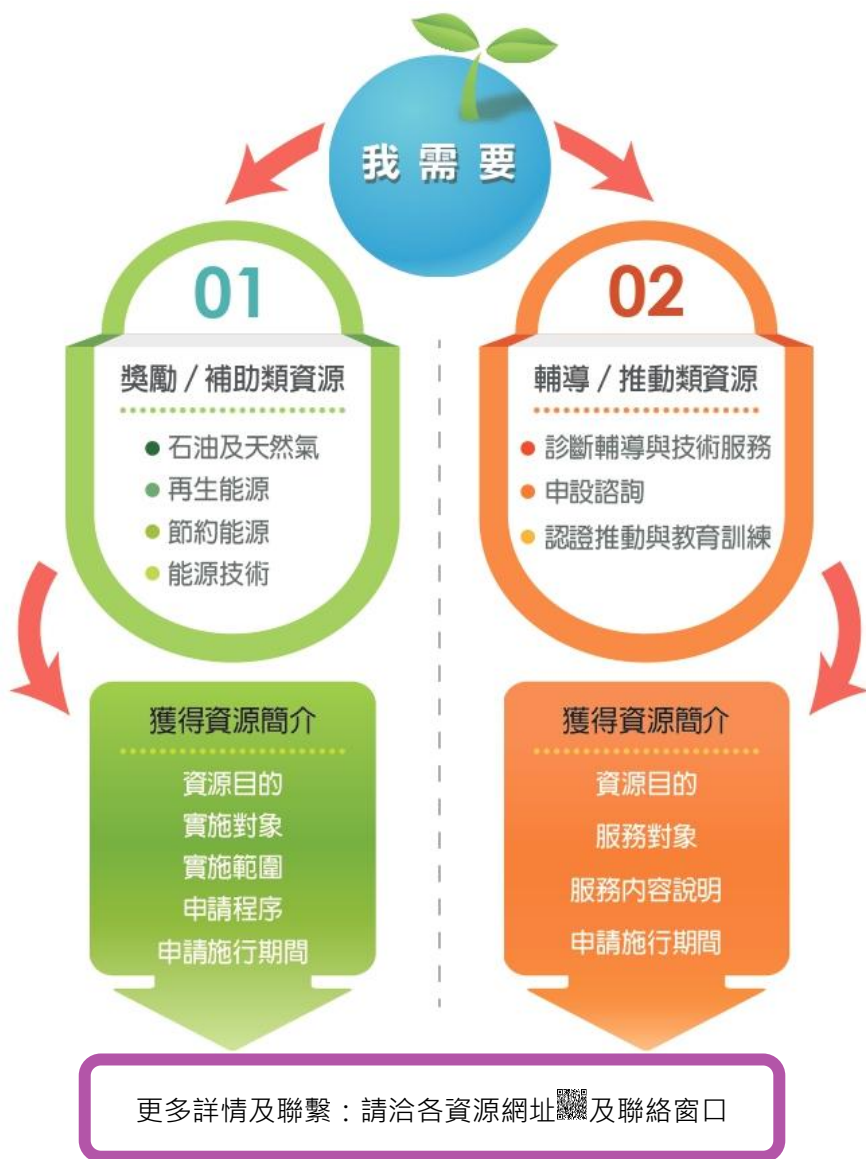 我需要
01
獎勵 / 補助類資源
石油及天然氣
再生能源
節約能源
能源技術
獲得資源簡介
資源目的
實施對象
實施範圍
申請程序
申請施行期間
02
輔導 / 推動類資源
診斷輔導與技術服務
申設諮詢
認證推動與教育訓練
獲得資源簡介
資源目的
服務對象
服務內容說明
申請施行期間
更多詳情及聯繫：請洽各資源網址及聯絡窗口